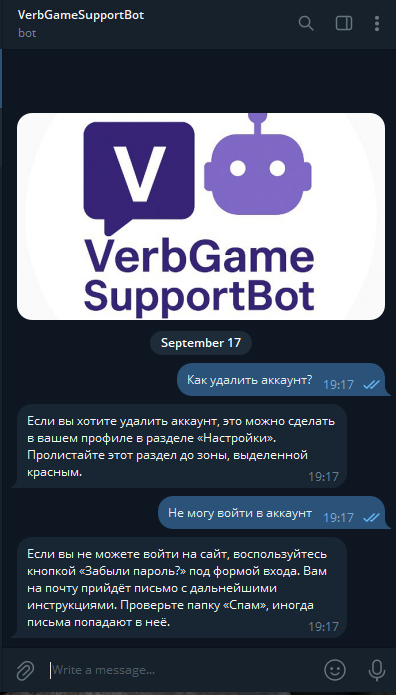 VerbGameSupportBot
bot
V
VerbGame
SupportBot
September 17
Как удалить аккаунт?
19:17
Если вы хотите удалить аккаунт, это можно сделать
в вашем профиле в разделе «Настройки».
Пролистайте этот раздел до зоны, выделенной
красным.
19:17
Не могу войти в аккаунт
19:17
Если вы не можете войти на сайт, воспользуйтесь
кнопкой «Забыли пароль?» под формой входа. Вам
на почту прийдёт письмо с дальнейшими
инструкциями. Проверьте папку «Спам», иногда
письма попадают в неё.
19:17
Write a message...